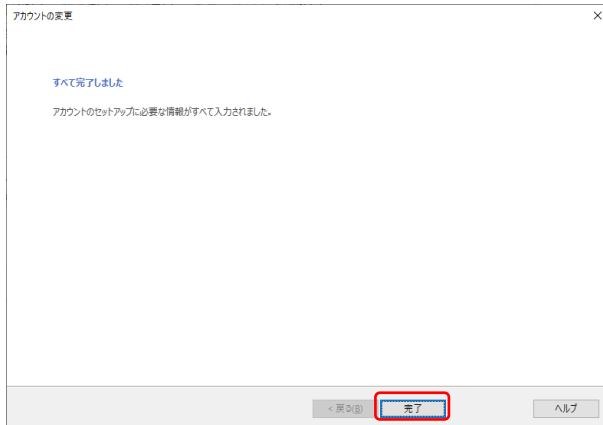 アカウントの変更
×
すべて完了しました
アカウントのセットアップに必要な情報がすべて入力されました。
< 戻る(B)
完了
ヘルプ